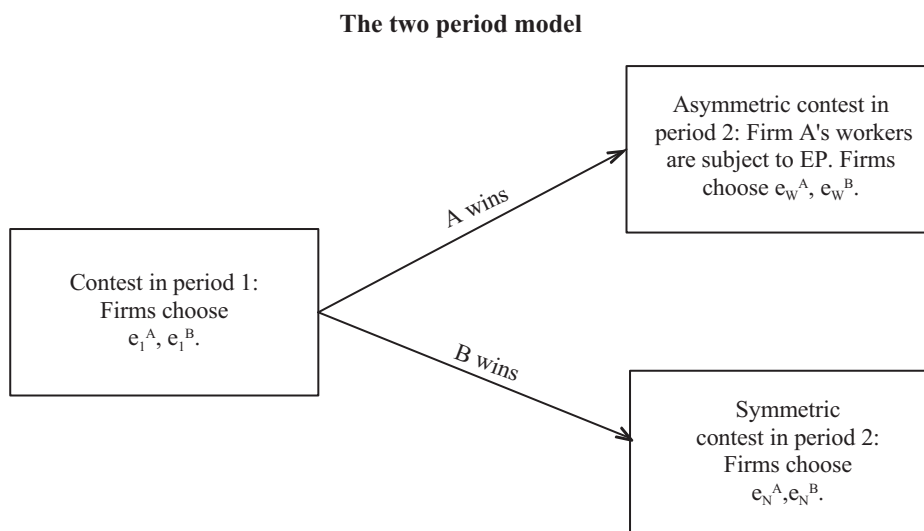 The two period model
Asymmetric contest in
period 2: Firm A's workers
are subject to EP. Firms
choose e_W^A, e_W^B.
A wins
Contest in period 1:
Firms choose
e_1^A, e_1^B.
B wins
Symmetric
contest in period 2:
Firms choose
e_N^A,e_N^B.